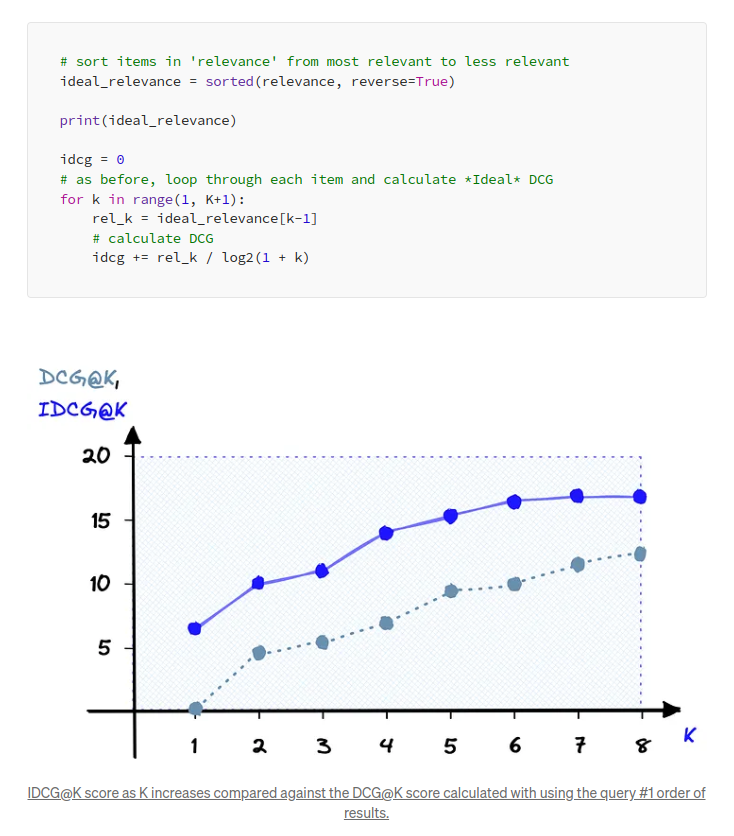 # sort items in 'relevance' from most relevant to less relevant
ideal_relevance = sorted(relevance, reverse=True)
print(ideal_relevance)
idcg = 0
# as before, loop through each item and calculate *Ideal* DCG
for k in range(1, K+1):
    rel_k = ideal_relevance[k-1]
    # calculate DCG
    idcg += rel_k / log2(1 + k)
DCG@K,
IDCG@K
20
15
10
5
1 2 3 4 5 6 7 8
K
IDCG@K score as K increases compared against the DCG@K score calculated with using the query #1 order of
results.